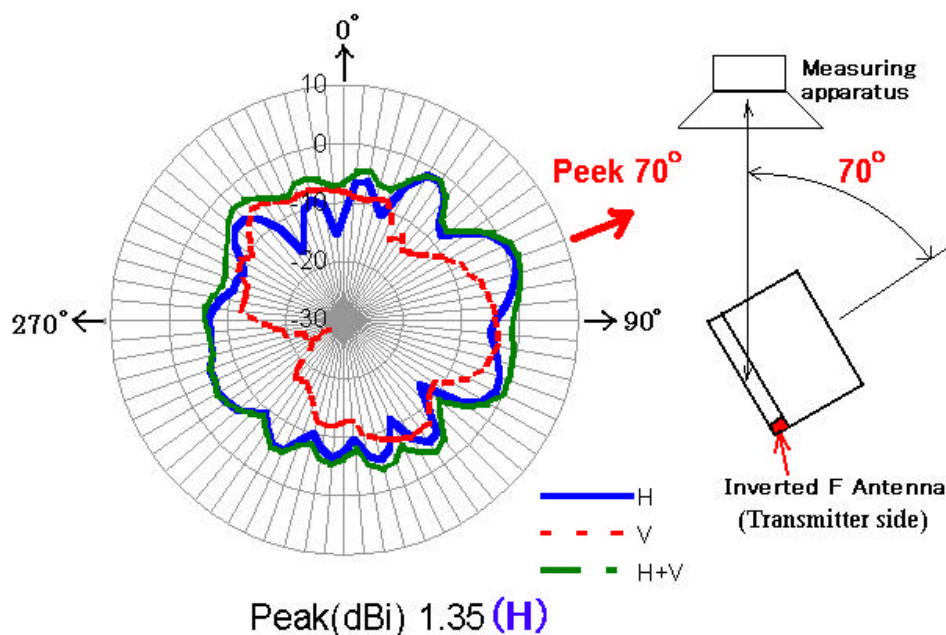 0°
10
0
-10
-20
-30
270°
90°
Peek 70°
Measuring
apparatus
70°
Inverted F Antenna
(Transmitter side)
H
V
H+V
Peak(dBi) 1.35 (H)